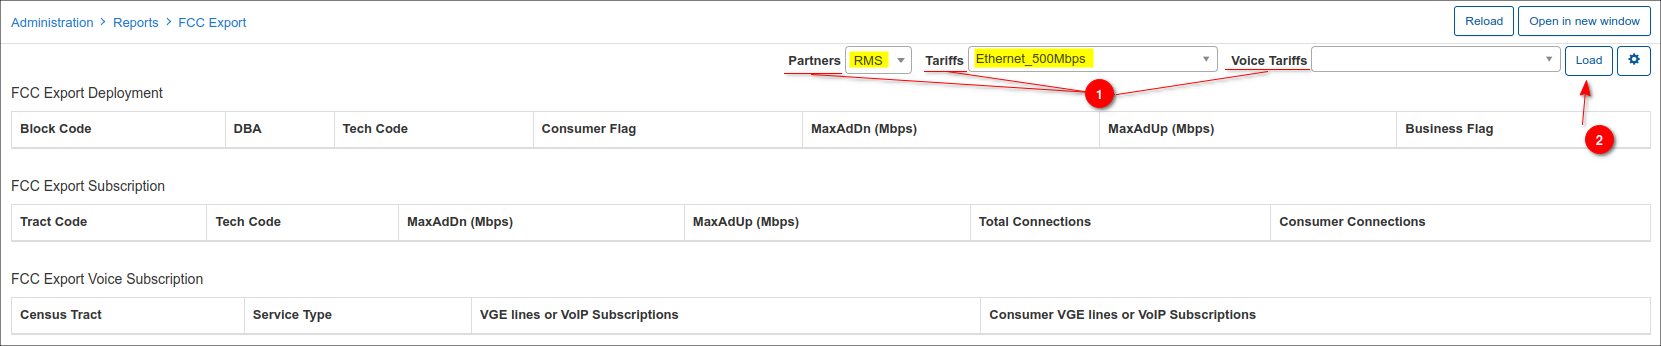 Administration > Reports > FCC Export Reload Open in new window
Partners RMS Tariffs Ethernet_500Mbps Voice Tariffs Load
1
FCC Export Deployment
Block Code DBA Tech Code Consumer Flag MaxAdDn (Mbps) MaxAdUp (Mbps) Business Flag
2
FCC Export Subscription
Tract Code Tech Code MaxAdDn (Mbps) MaxAdUp (Mbps) Total Connections Consumer Connections
FCC Export Voice Subscription
Census Tract Service Type VGE lines or VoIP Subscriptions Consumer VGE lines or VoIP Subscriptions